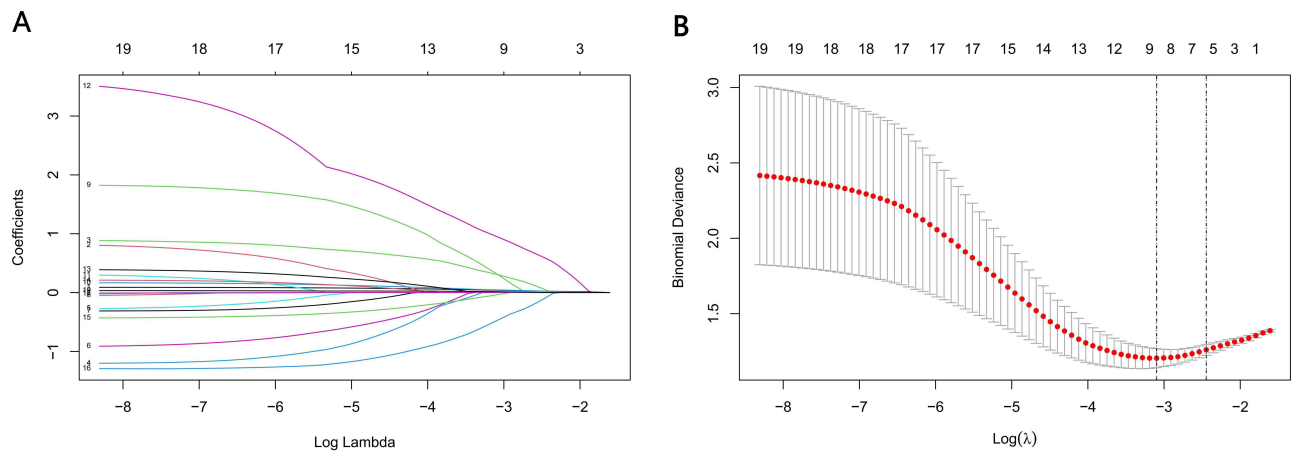 A
19 18 17 15 13 9 3
12
9
3
2
13
15
6
4
16
3
2
1
0
−1
Coefficients
−8 −7 −6 −5 −4 −3 −2
Log Lambda
B
19 19 18 18 17 17 17 15 14 13 12 9 8 7 5 3 1
3.0
2.5
2.0
1.5
Binomial Deviance
−8 −7 −6 −5 −4 −3 −2
Log(λ)